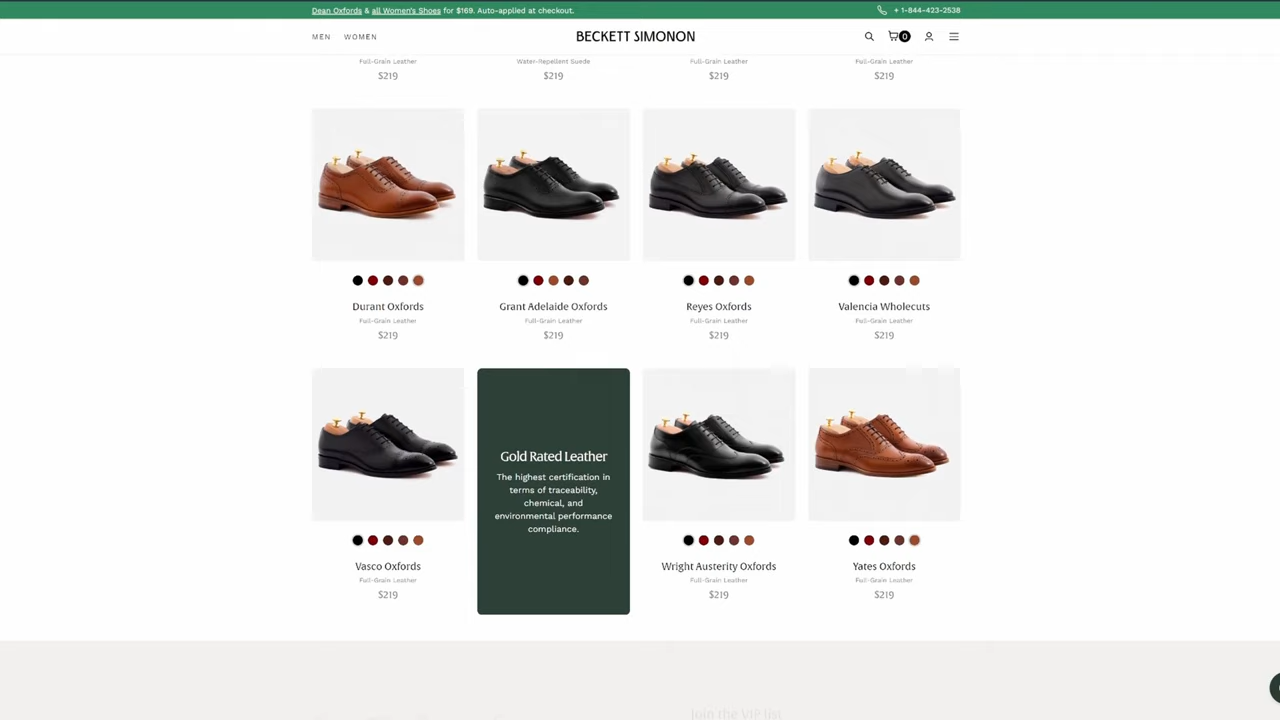 Dean Oxfords & all Women's Shoes for $169. Auto-applied at checkout.
+ 1-844-423-2538
MEN WOMEN
BECKETT SIMONON
0
Full-Grain Leather
$219
Water-Repellent Suede
$219
Full-Grain Leather
$219
Full-Grain Leather
$219
Durant Oxfords
Full-Grain Leather
$219
Grant Adelaide Oxfords
Full-Grain Leather
$219
Reyes Oxfords
Full-Grain Leather
$219
Valencia Wholecuts
Full-Grain Leather
$219
Vasco Oxfords
Full-Grain Leather
$219
Gold Rated Leather
The highest certification in
terms of traceability,
chemical, and
environmental performance
compliance.
Wright Austerity Oxfords
Full-Grain Leather
$219
Yates Oxfords
Full-Grain Leather
$219
Join the VIP list